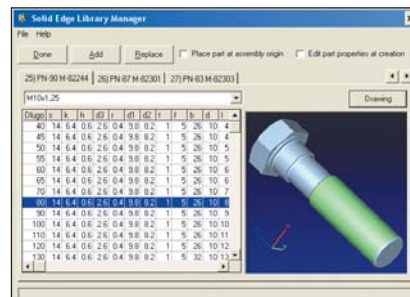 Solid Edge Library Manager
File Help
Done Add Replace Place part at assembly origin Edit part properties at creation
25) PN-90 M-82244 26) PN-87 M-82301 27) PN-83 M-82303
M10x1,25 Drawing
Dlugo s k h d3 r d1 d2 t f b d l
40 14 6.4 0.6 2.6 0.4 9.8 8.2 1 5 26 10 4
45 14 6.4 0.6 2.6 0.4 9.8 8.2 1 5 26 10 4
50 14 6.4 0.6 2.6 0.4 9.8 8.2 1 5 26 10 5
55 14 6.4 0.6 2.6 0.4 9.8 8.2 1 5 26 10 5
60 14 6.4 0.6 2.6 0.4 9.8 8.2 1 5 26 10 6
65 14 6.4 0.6 2.6 0.4 9.8 8.2 1 5 26 10 6
70 14 6.4 0.6 2.6 0.4 9.8 8.2 1 5 26 10 7
80 14 6.4 0.6 2.6 0.4 9.8 8.2 1 5 26 10 8
90 14 6.4 0.6 2.6 0.4 9.8 8.2 1 5 26 10 9
100 14 6.4 0.6 2.6 0.4 9.8 8.2 1 5 26 10 10
110 14 6.4 0.6 2.6 0.4 9.8 8.2 1 5 26 10 11
120 14 6.4 0.6 2.6 0.4 9.8 8.2 1 5 26 10 12
130 14 6.4 0.6 2.6 0.4 9.8 8.2 1 5 32 10 13